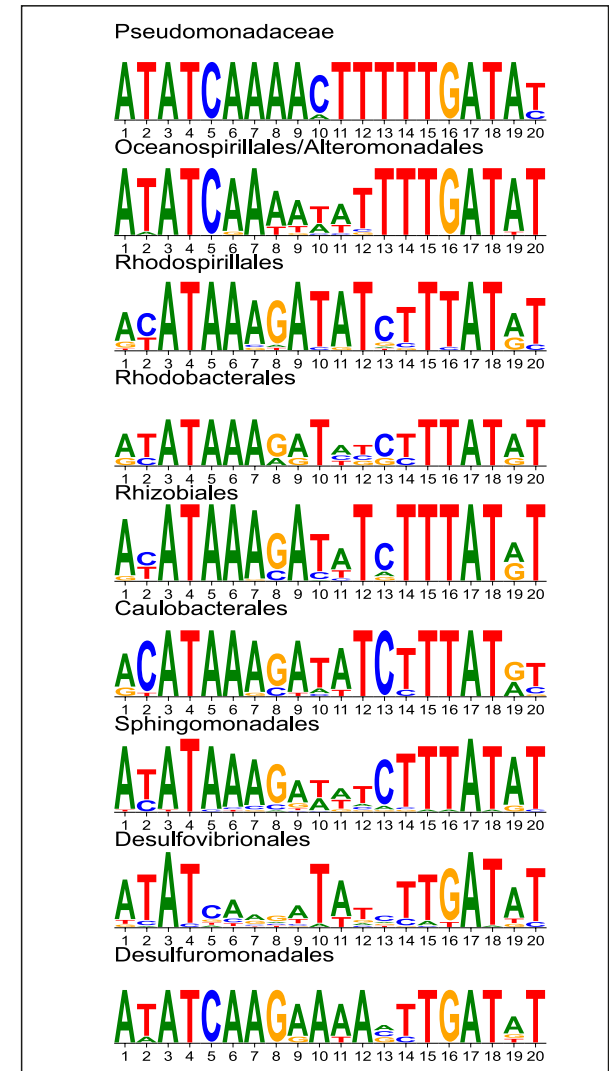 Pseudomonadaceae
ATATCAAAACTTTTTGATAT
1 2 3 4 5 6 7 8 9 10 11 12 13 14 15 16 17 18 19 20
Oceanospirillales/Alteromonadales
ATATCAAAATATTTTGATAT
1 2 3 4 5 6 7 8 9 10 11 12 13 14 15 16 17 18 19 20
Rhodospirillales
ACATAAAGATATCTTTATAT
1 2 3 4 5 6 7 8 9 10 11 12 13 14 15 16 17 18 19 20
Rhodobacterales
ATATAAAGATATCTTTATAT
1 2 3 4 5 6 7 8 9 10 11 12 13 14 15 16 17 18 19 20
Rhizobiales
ACATAAAGATATCTTTATAT
1 2 3 4 5 6 7 8 9 10 11 12 13 14 15 16 17 18 19 20
Caulobacterales
ACATAAAGATATCTTTATGT
1 2 3 4 5 6 7 8 9 10 11 12 13 14 15 16 17 18 19 20
Sphingomonadales
ATATAAAGATATCTTTATAT
1 2 3 4 5 6 7 8 9 10 11 12 13 14 15 16 17 18 19 20
Desulfovibrionales
ATATCAAGATATCTTGATAT
1 2 3 4 5 6 7 8 9 10 11 12 13 14 15 16 17 18 19 20
Desulfuromonadales
ATATCAAGAAAAATTGATAT
1 2 3 4 5 6 7 8 9 10 11 12 13 14 15 16 17 18 19 20